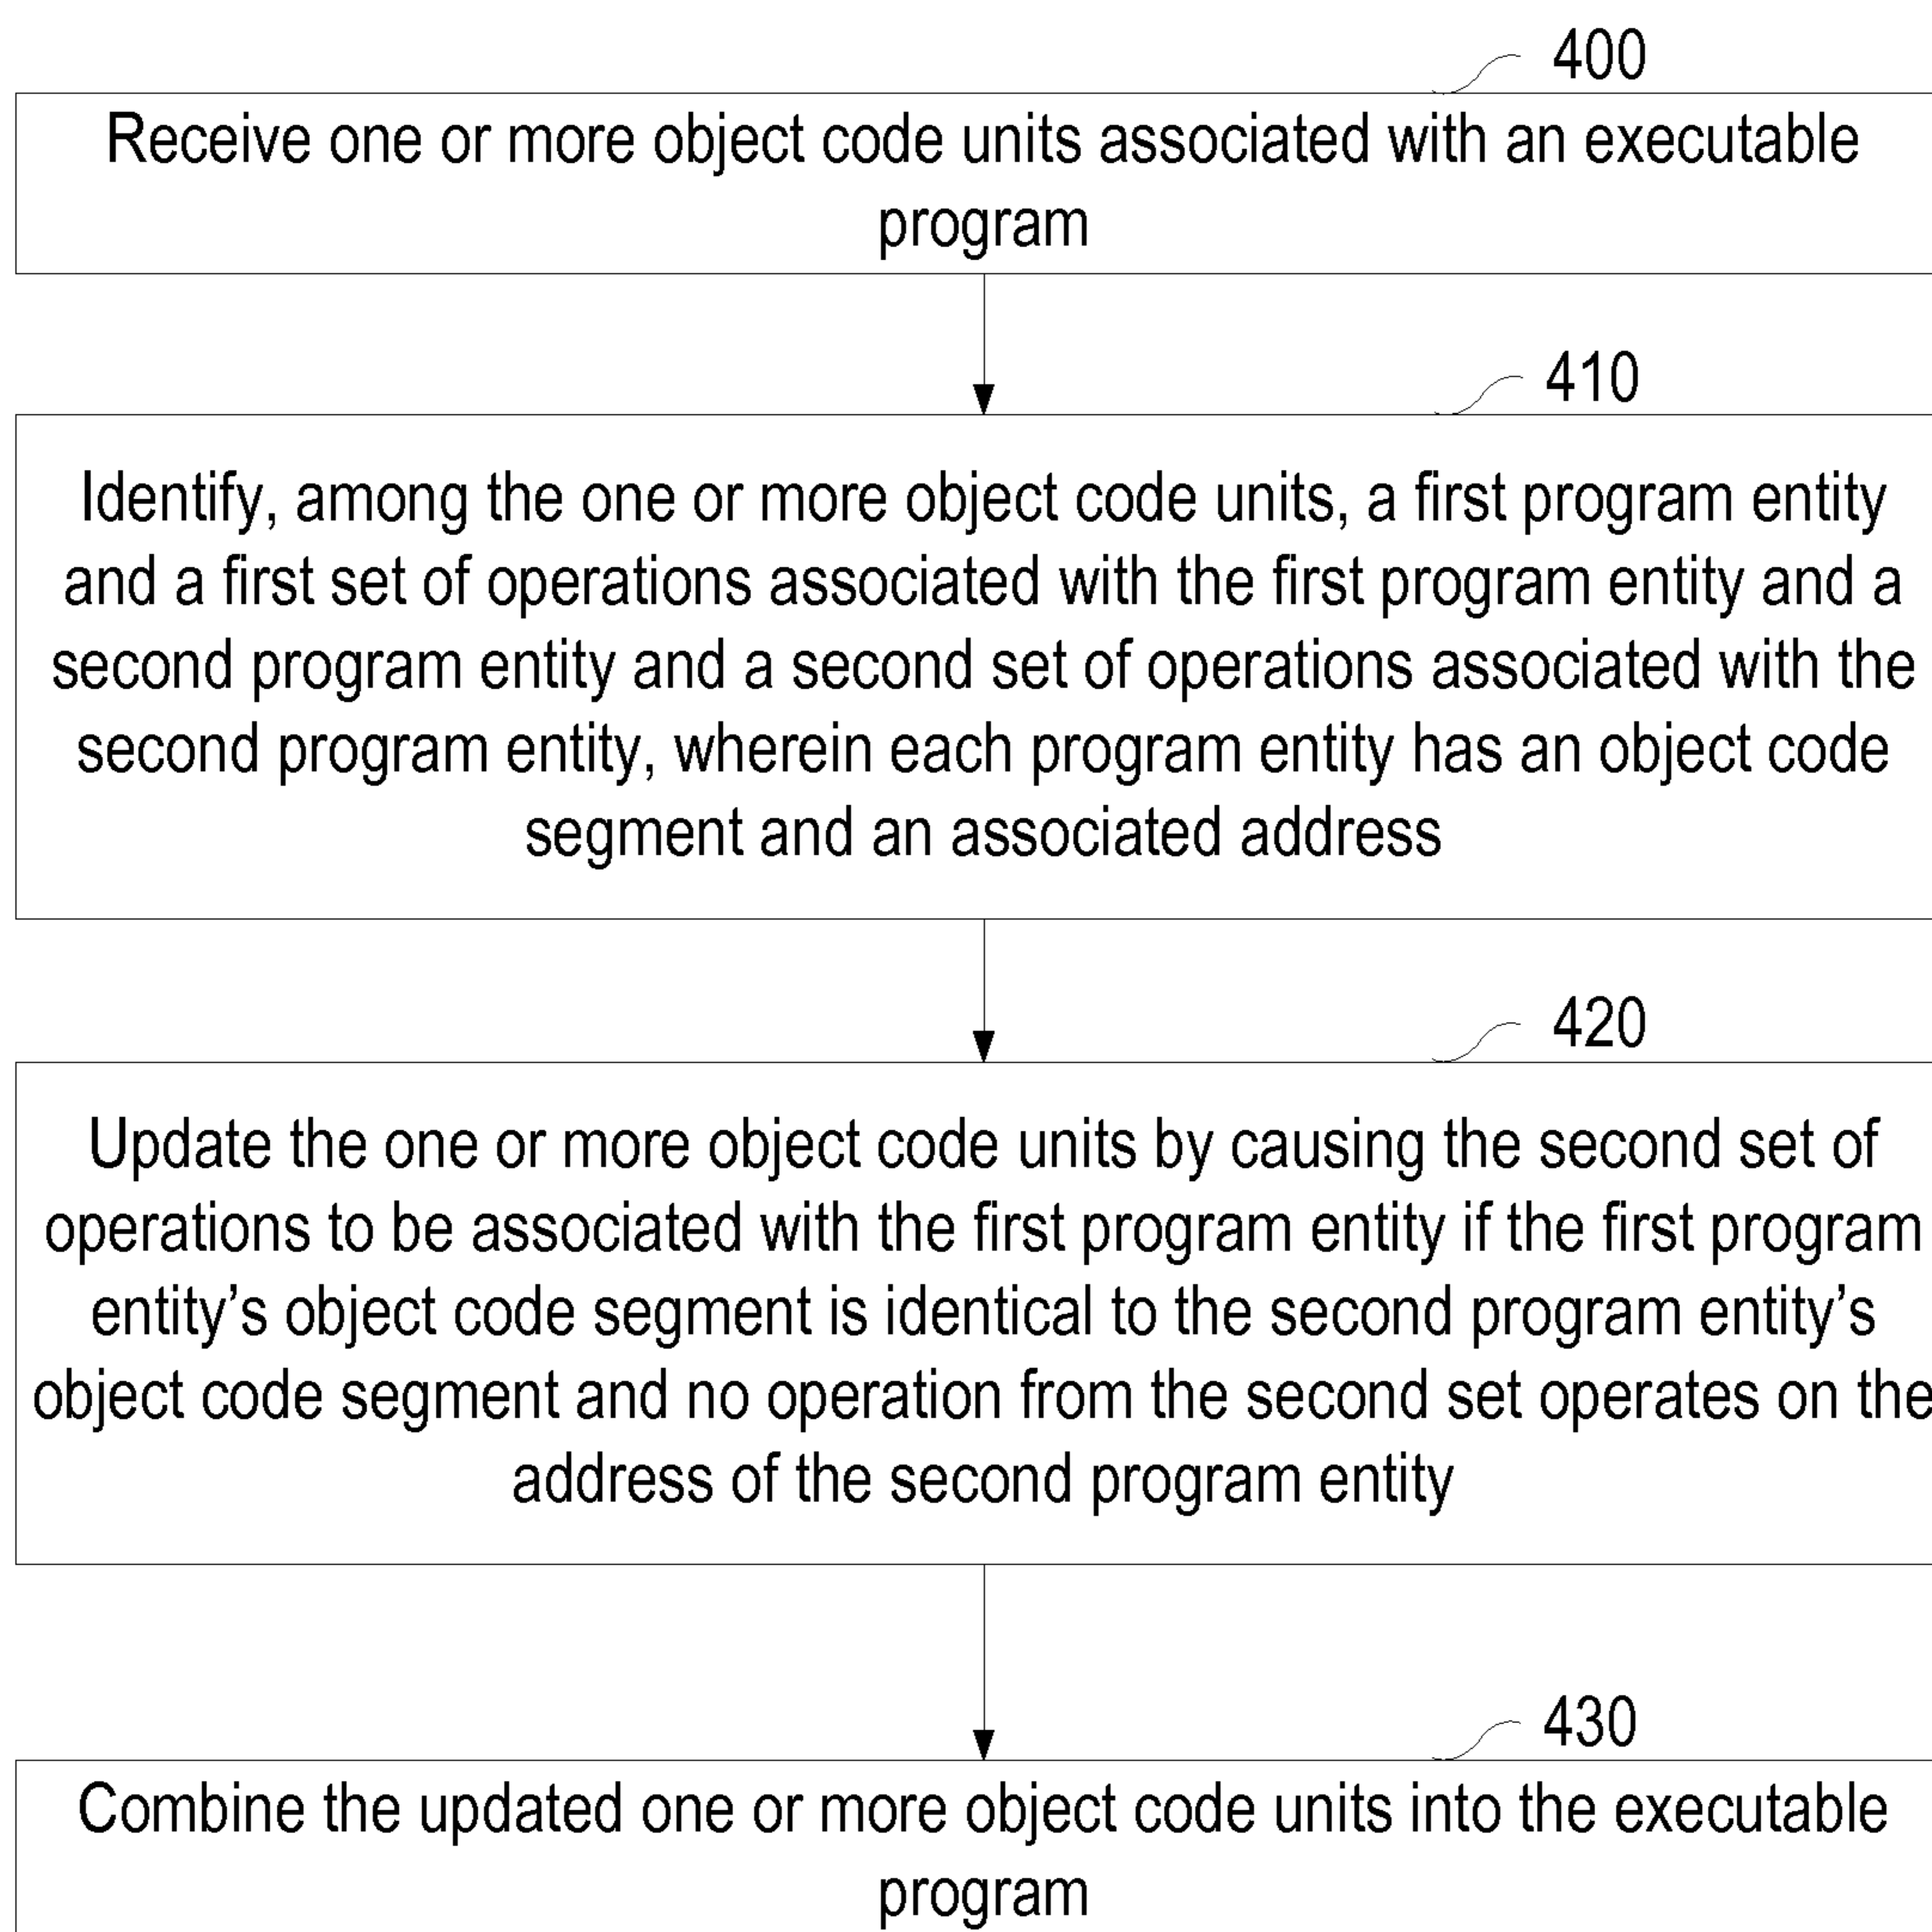 400
Receive one or more object code units associated with an executable
program
410
Identify, among the one or more object code units, a first program entity
and a first set of operations associated with the first program entity and a
second program entity and a second set of operations associated with the
second program entity, wherein each program entity has an object code
segment and an associated address
420
Update the one or more object code units by causing the second set of
operations to be associated with the first program entity if the first program
entity’s object code segment is identical to the second program entity’s
object code segment and no operation from the second set operates on the
address of the second program entity
430
Combine the updated one or more object code units into the executable
program